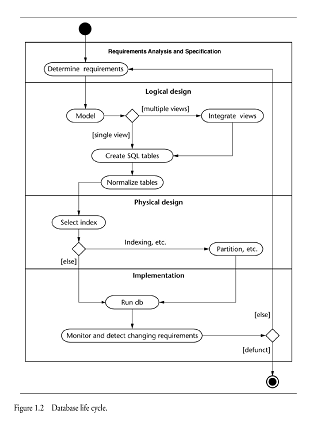 Requirements Analysis and Specification
Determine requirements
Logical design
Model
[multiple views]
Integrate views
[single view]
Create SQL tables
Normalize tables
Physical design
Select index
Indexing, etc.
Partition, etc.
[else]
Implementation
Run db
[else]
Monitor and detect changing requirements
[defunct]
Figure 1.2 Database life cycle.